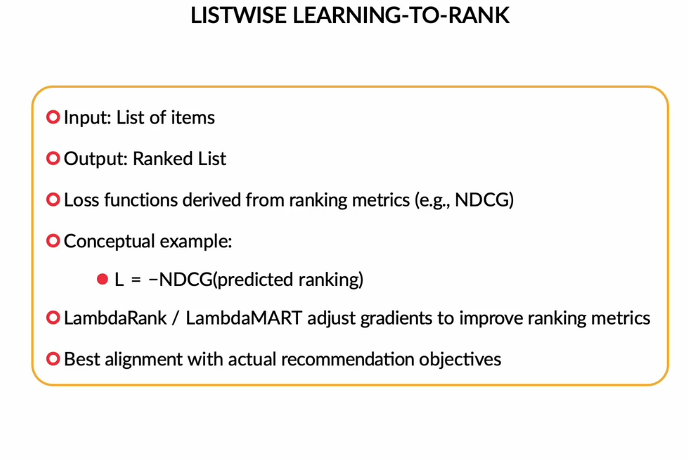 LISTWISE LEARNING-TO-RANK
Input: List of items
Output: Ranked List
Loss functions derived from ranking metrics (e.g., NDCG)
Conceptual example:
L = −NDCG(predicted ranking)
LambdaRank / LambdaMART adjust gradients to improve ranking metrics
Best alignment with actual recommendation objectives